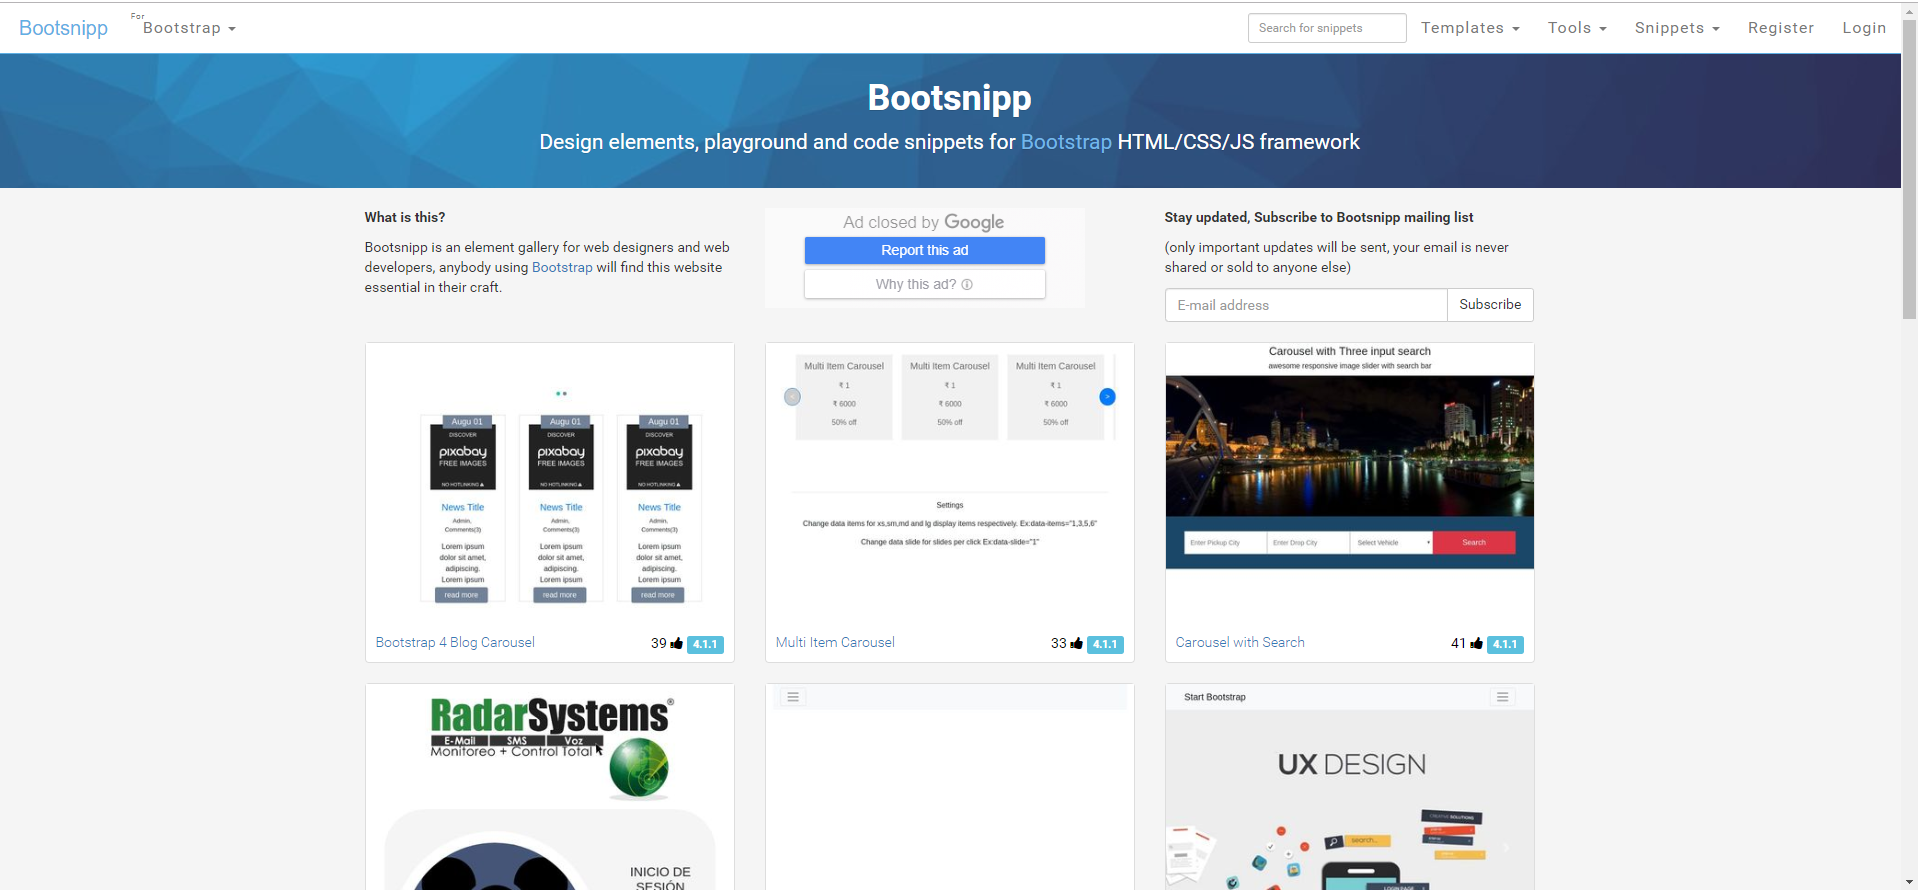 Bootsnipp
For
Bootstrap
Search for snippets
Templates
Tools
Snippets
Register
Login
Bootsnipp
Design elements, playground and code snippets for Bootstrap HTML/CSS/JS framework
What is this?
Bootsnipp is an element gallery for web designers and web
developers, anybody using Bootstrap will find this website
essential in their craft.
Ad closed by Google
Report this ad
Why this ad?
Stay updated, Subscribe to Bootsnipp mailing list
(only important updates will be sent, your email is never
shared or sold to anyone else)
E-mail address
Subscribe
Augu 01
DISCOVER
pixabay
FREE IMAGES
NO HOTLINKING
News Title
Admin,
Comments(3)
Lorem ipsum
dolor sit amet,
adipiscing.
Lorem ipsum
read more
Augu 01
DISCOVER
pixabay
FREE IMAGES
NO HOTLINKING
News Title
Admin,
Comments(3)
Lorem ipsum
dolor sit amet,
adipiscing.
Lorem ipsum
read more
Augu 01
DISCOVER
pixabay
FREE IMAGES
NO HOTLINKING
News Title
Admin,
Comments(3)
Lorem ipsum
dolor sit amet,
adipiscing.
Lorem ipsum
read more
Bootstrap 4 Blog Carousel
39
4.1.1
Multi Item Carousel
₹ 1
₹ 6000
50% off
Multi Item Carousel
₹ 1
₹ 6000
50% off
Multi Item Carousel
₹ 1
₹ 6000
50% off
<
>
Settings
Change data items for xs,sm,md and lg display items respectively. Ex:data-items="1,3,5,6"
Change data slide for slides per click Ex:data-slide="1"
Multi Item Carousel
33
4.1.1
Carousel with Three input search
awesome responsive image slider with search bar
Enter Pickup City
Enter Drop City
Select Vehicle
Search
Carousel with Search
41
4.1.1
RadarSystems®
E-Mail SMS Voz
Monitoreo + Control Total
INICIO DE
SESIÓN
Start Bootstrap
UX DESIGN
CREATIVE SOLUTIONS
search...
LOGIN PAGE